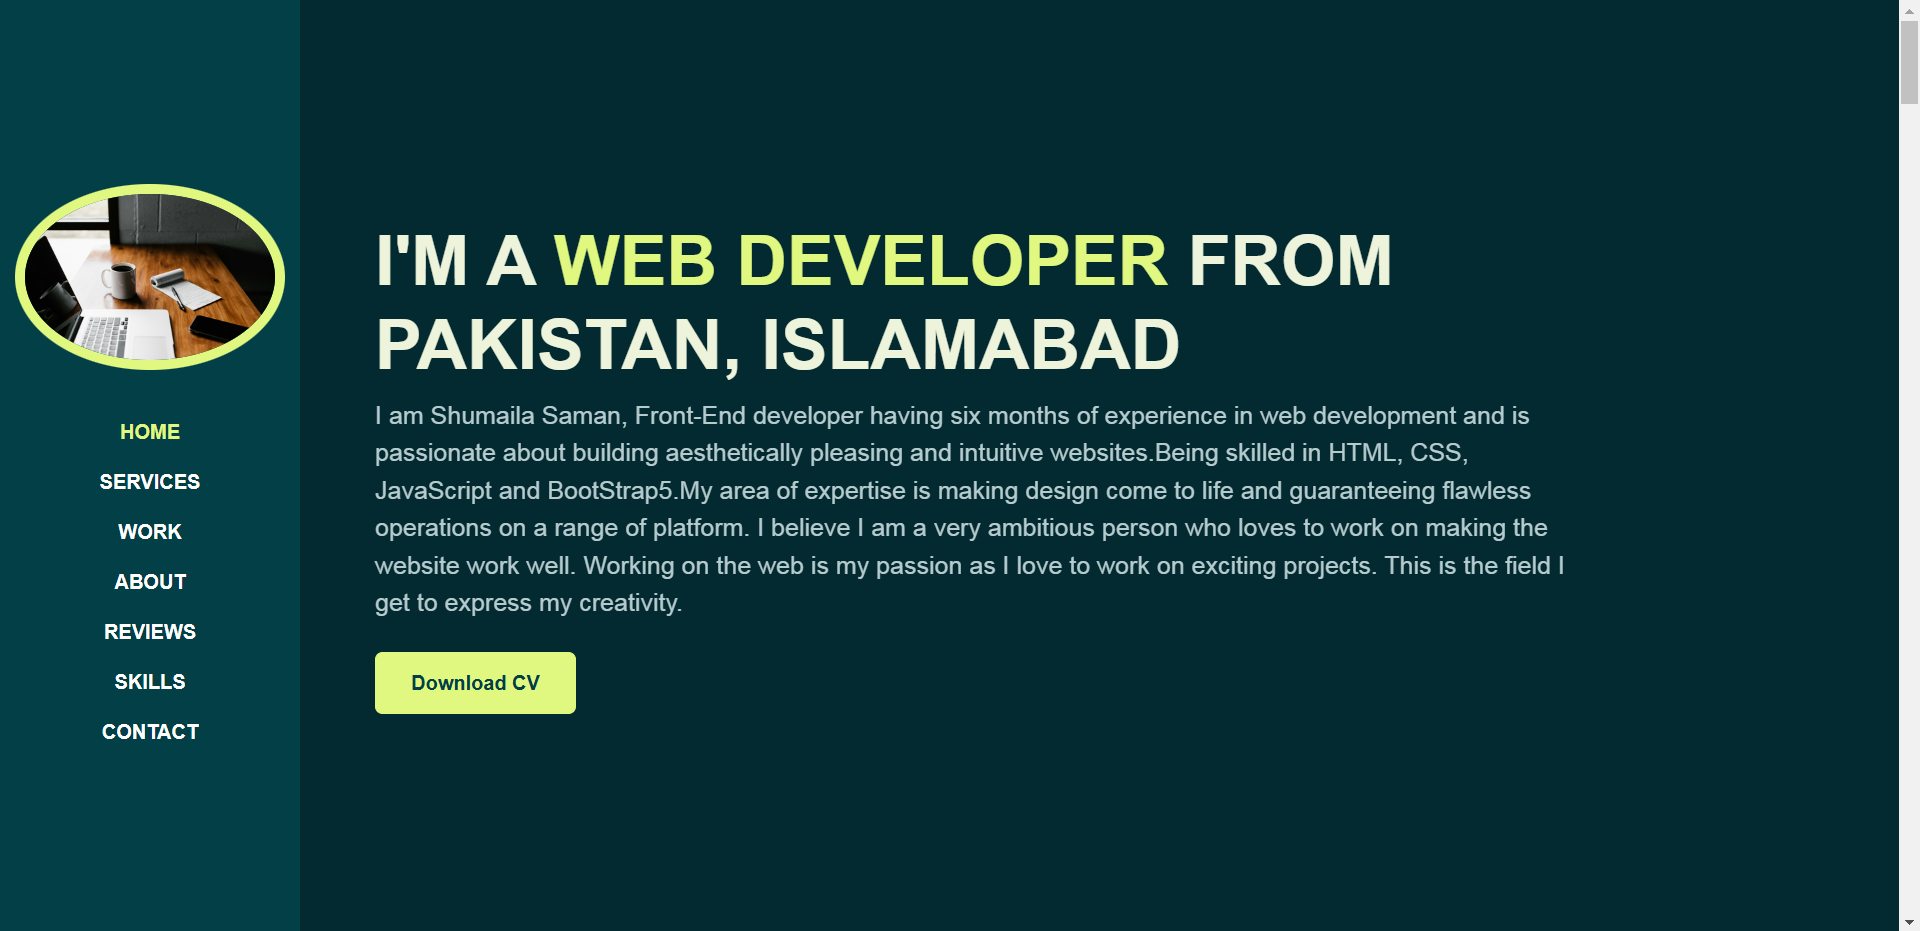 HOME
SERVICES
WORK
ABOUT
REVIEWS
SKILLS
CONTACT
I'M A WEB DEVELOPER FROM
PAKISTAN, ISLAMABAD
I am Shumaila Saman, Front-End developer having six months of experience in web development and is
passionate about building aesthetically pleasing and intuitive websites.Being skilled in HTML, CSS,
JavaScript and BootStrap5.My area of expertise is making design come to life and guaranteeing flawless
operations on a range of platform. I believe I am a very ambitious person who loves to work on making the
website work well. Working on the web is my passion as I love to work on exciting projects. This is the field I
get to express my creativity.
Download CV